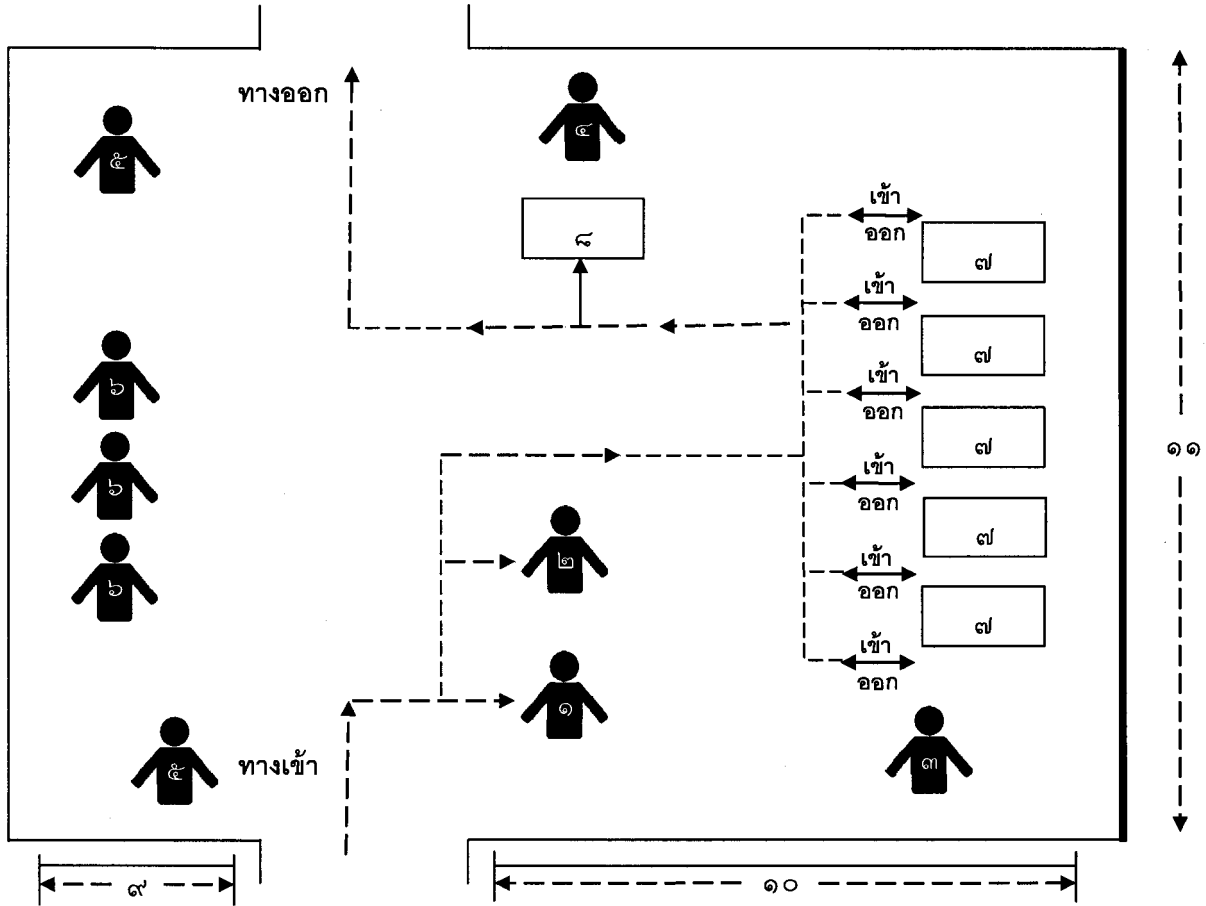 ทางออก
๕
๔
เข้า
ออก
๘
๗
เข้า
ออก
๗
๖
เข้า
ออก
๗
๑๑
๖
เข้า
ออก
๗
๒
๖
เข้า
ออก
๗
เข้า
ออก
๑
๓
๕
ทางเข้า
๙
๑๐